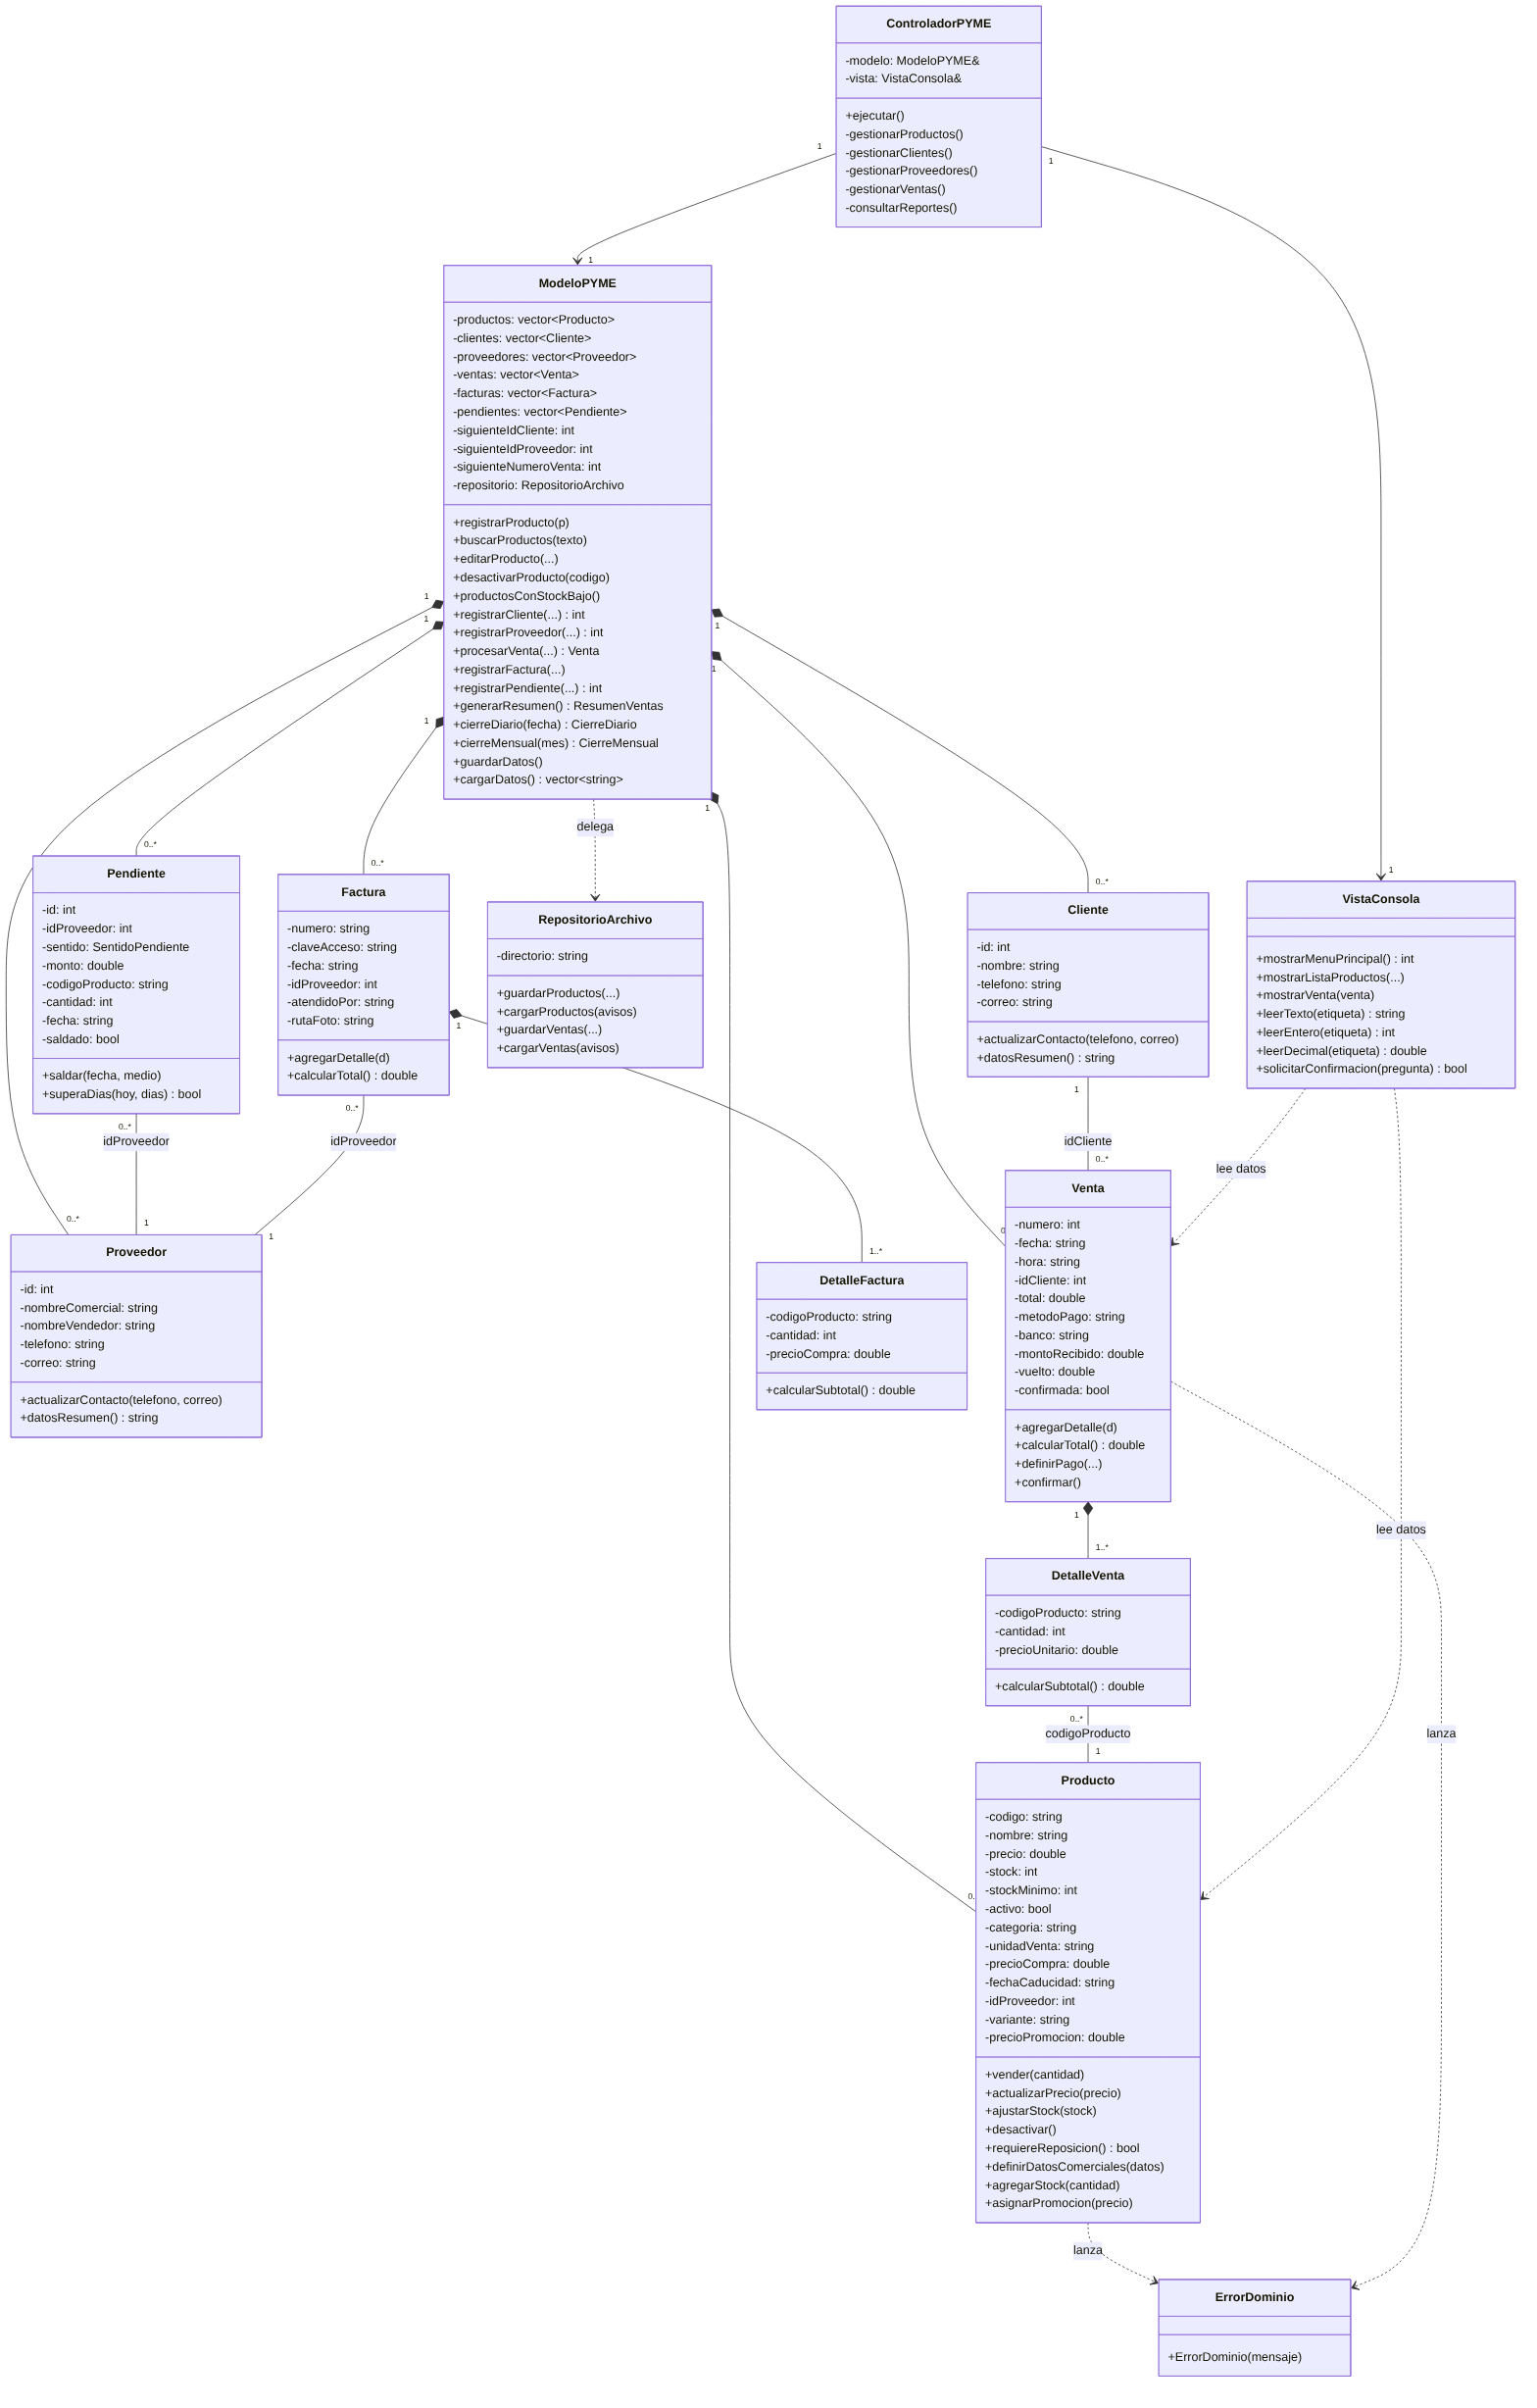 ControladorPYME
-modelo: ModeloPYME&
-vista: VistaConsola&
+ejecutar()
-gestionarProductos()
-gestionarClientes()
-gestionarProveedores()
-gestionarVentas()
-consultarReportes()
1
1
1
ModeloPYME
-productos: vector<Producto>
-clientes: vector<Cliente>
-proveedores: vector<Proveedor>
-ventas: vector<Venta>
-facturas: vector<Factura>
-pendientes: vector<Pendiente>
-siguienteIdCliente: int
-siguienteIdProveedor: int
-siguienteNumeroVenta: int
-repositorio: RepositorioArchivo
+registrarProducto(p)
+buscarProductos(texto)
+editarProducto(...)
+desactivarProducto(codigo)
+productosConStockBajo()
+registrarCliente(...) : int
+registrarProveedor(...) : int
+procesarVenta(...) : Venta
+registrarFactura(...)
+registrarPendiente(...) : int
+generarResumen() : ResumenVentas
+cierreDiario(fecha) : CierreDiario
+cierreMensual(mes) : CierreMensual
+guardarDatos()
+cargarDatos() : vector<string>
1
1
1
1
1
1
delega
0..*
0..*
0..*
1
Pendiente
-id: int
-idProveedor: int
-sentido: SentidoPendiente
-monto: double
-codigoProducto: string
-cantidad: int
-fecha: string
-saldado: bool
+saldar(fecha, medio)
+superaDias(hoy, dias) : bool
Factura
-numero: string
-claveAcceso: string
-fecha: string
-idProveedor: int
-atendidoPor: string
-rutaFoto: string
+agregarDetalle(d)
+calcularTotal() : double
1
RepositorioArchivo
-directorio: string
+guardarProductos(...)
+cargarProductos(avisos)
+guardarVentas(...)
+cargarVentas(avisos)
Cliente
-id: int
-nombre: string
-telefono: string
-correo: string
+actualizarContacto(telefono, correo)
+datosResumen() : string
VistaConsola
+mostrarMenuPrincipal() : int
+mostrarListaProductos(...)
+mostrarVenta(venta)
+leerTexto(etiqueta) : string
+leerEntero(etiqueta) : int
+leerDecimal(etiqueta) : double
+solicitarConfirmacion(pregunta) : bool
0..*
idProveedor
1
0..*
idProveedor
1
0..*
1
idCliente
0..*
lee datos
Proveedor
-id: int
-nombreComercial: string
-nombreVendedor: string
-telefono: string
-correo: string
+actualizarContacto(telefono, correo)
+datosResumen() : string
1..*
DetalleFactura
-codigoProducto: string
-cantidad: int
-precioCompra: double
+calcularSubtotal() : double
Venta
-numero: int
-fecha: string
-hora: string
-idCliente: int
-total: double
-metodoPago: string
-banco: string
-montoRecibido: double
-vuelto: double
-confirmada: bool
+agregarDetalle(d)
+calcularTotal() : double
+definirPago(...)
+confirmar()
1
1..*
lee datos
DetalleVenta
-codigoProducto: string
-cantidad: int
-precioUnitario: double
+calcularSubtotal() : double
0..*
codigoProducto
1
lanza
Producto
-codigo: string
-nombre: string
-precio: double
-stock: int
-stockMinimo: int
-activo: bool
-categoria: string
-unidadVenta: string
-precioCompra: double
-fechaCaducidad: string
-idProveedor: int
-variante: string
-precioPromocion: double
+vender(cantidad)
+actualizarPrecio(precio)
+ajustarStock(stock)
+desactivar()
+requiereReposicion() : bool
+definirDatosComerciales(datos)
+agregarStock(cantidad)
+asignarPromocion(precio)
lanza
ErrorDominio
+ErrorDominio(mensaje)